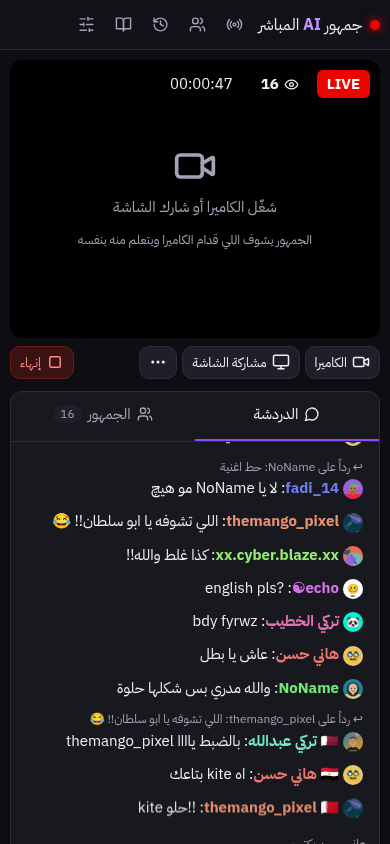 جمهور AI المباشر
LIVE
16
00:00:47
شغّل الكاميرا أو شارك الشاشة
الجمهور يشوف اللي قدام الكاميرا ويتعلم منه بنفسه
الكاميرا
مشاركة الشاشة
إنهاء
الدردشة
الجمهور 16
رداً على NoName: حط اغنية
fadi_14: لا يا NoName مو هيچ
themango_pixel: اللي تشوفه يا ابو سلطان!! 😂
xx.cyber.blaze.xx: كذا غلط والله!!
echo☯: english pls?
تركي الخطيب: bdy fyrwz
هاني حسن: عاش يا بطل
NoName: والله مدري بس شكلها حلوة
رداً على themango_pixel: اللي تشوفه يا ابو سلطان!! 😂
تركي عبدالله: بالضبط ياااا themango_pixel
هاني حسن: اه kite بتاعك
themango_pixel: !!حلو kite